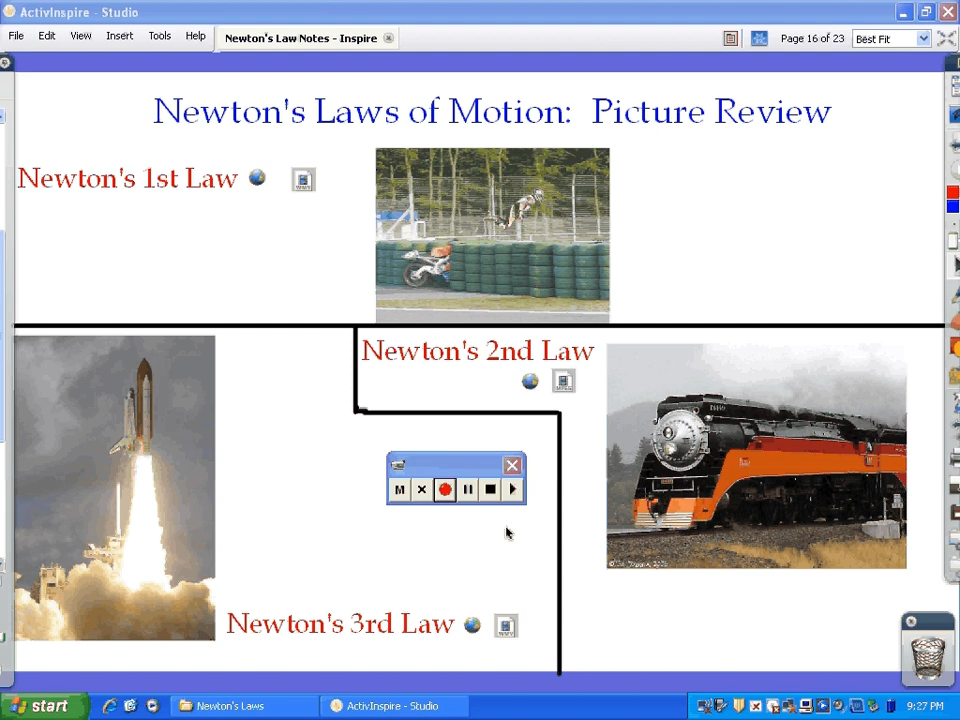 ActivInspire - Studio
File Edit View Insert Tools Help
Newton's Law Notes - Inspire
Page 16 of 23
Best Fit
Newton's Laws of Motion: Picture Review
Newton's 1st Law
Newton's 2nd Law
M
Newton's 3rd Law
start
Newton's Laws
ActivInspire - Studio
9:27 PM